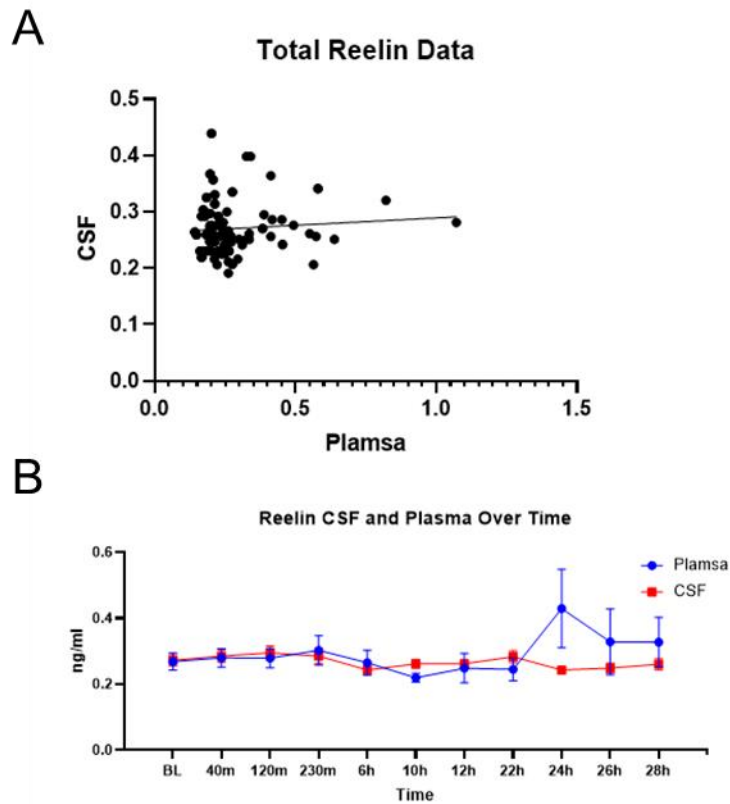 A
Total Reelin Data
0.5
0.4
0.3
0.2
0.1
0.0
CSF
0.0 0.5 1.0 1.5
Plamsa
B
Reelin CSF and Plasma Over Time
0.6
0.4
0.2
0.0
ng/ml
Plamsa
CSF
BL 40m 120m 230m 6h 10h 12h 22h 24h 26h 28h
Time